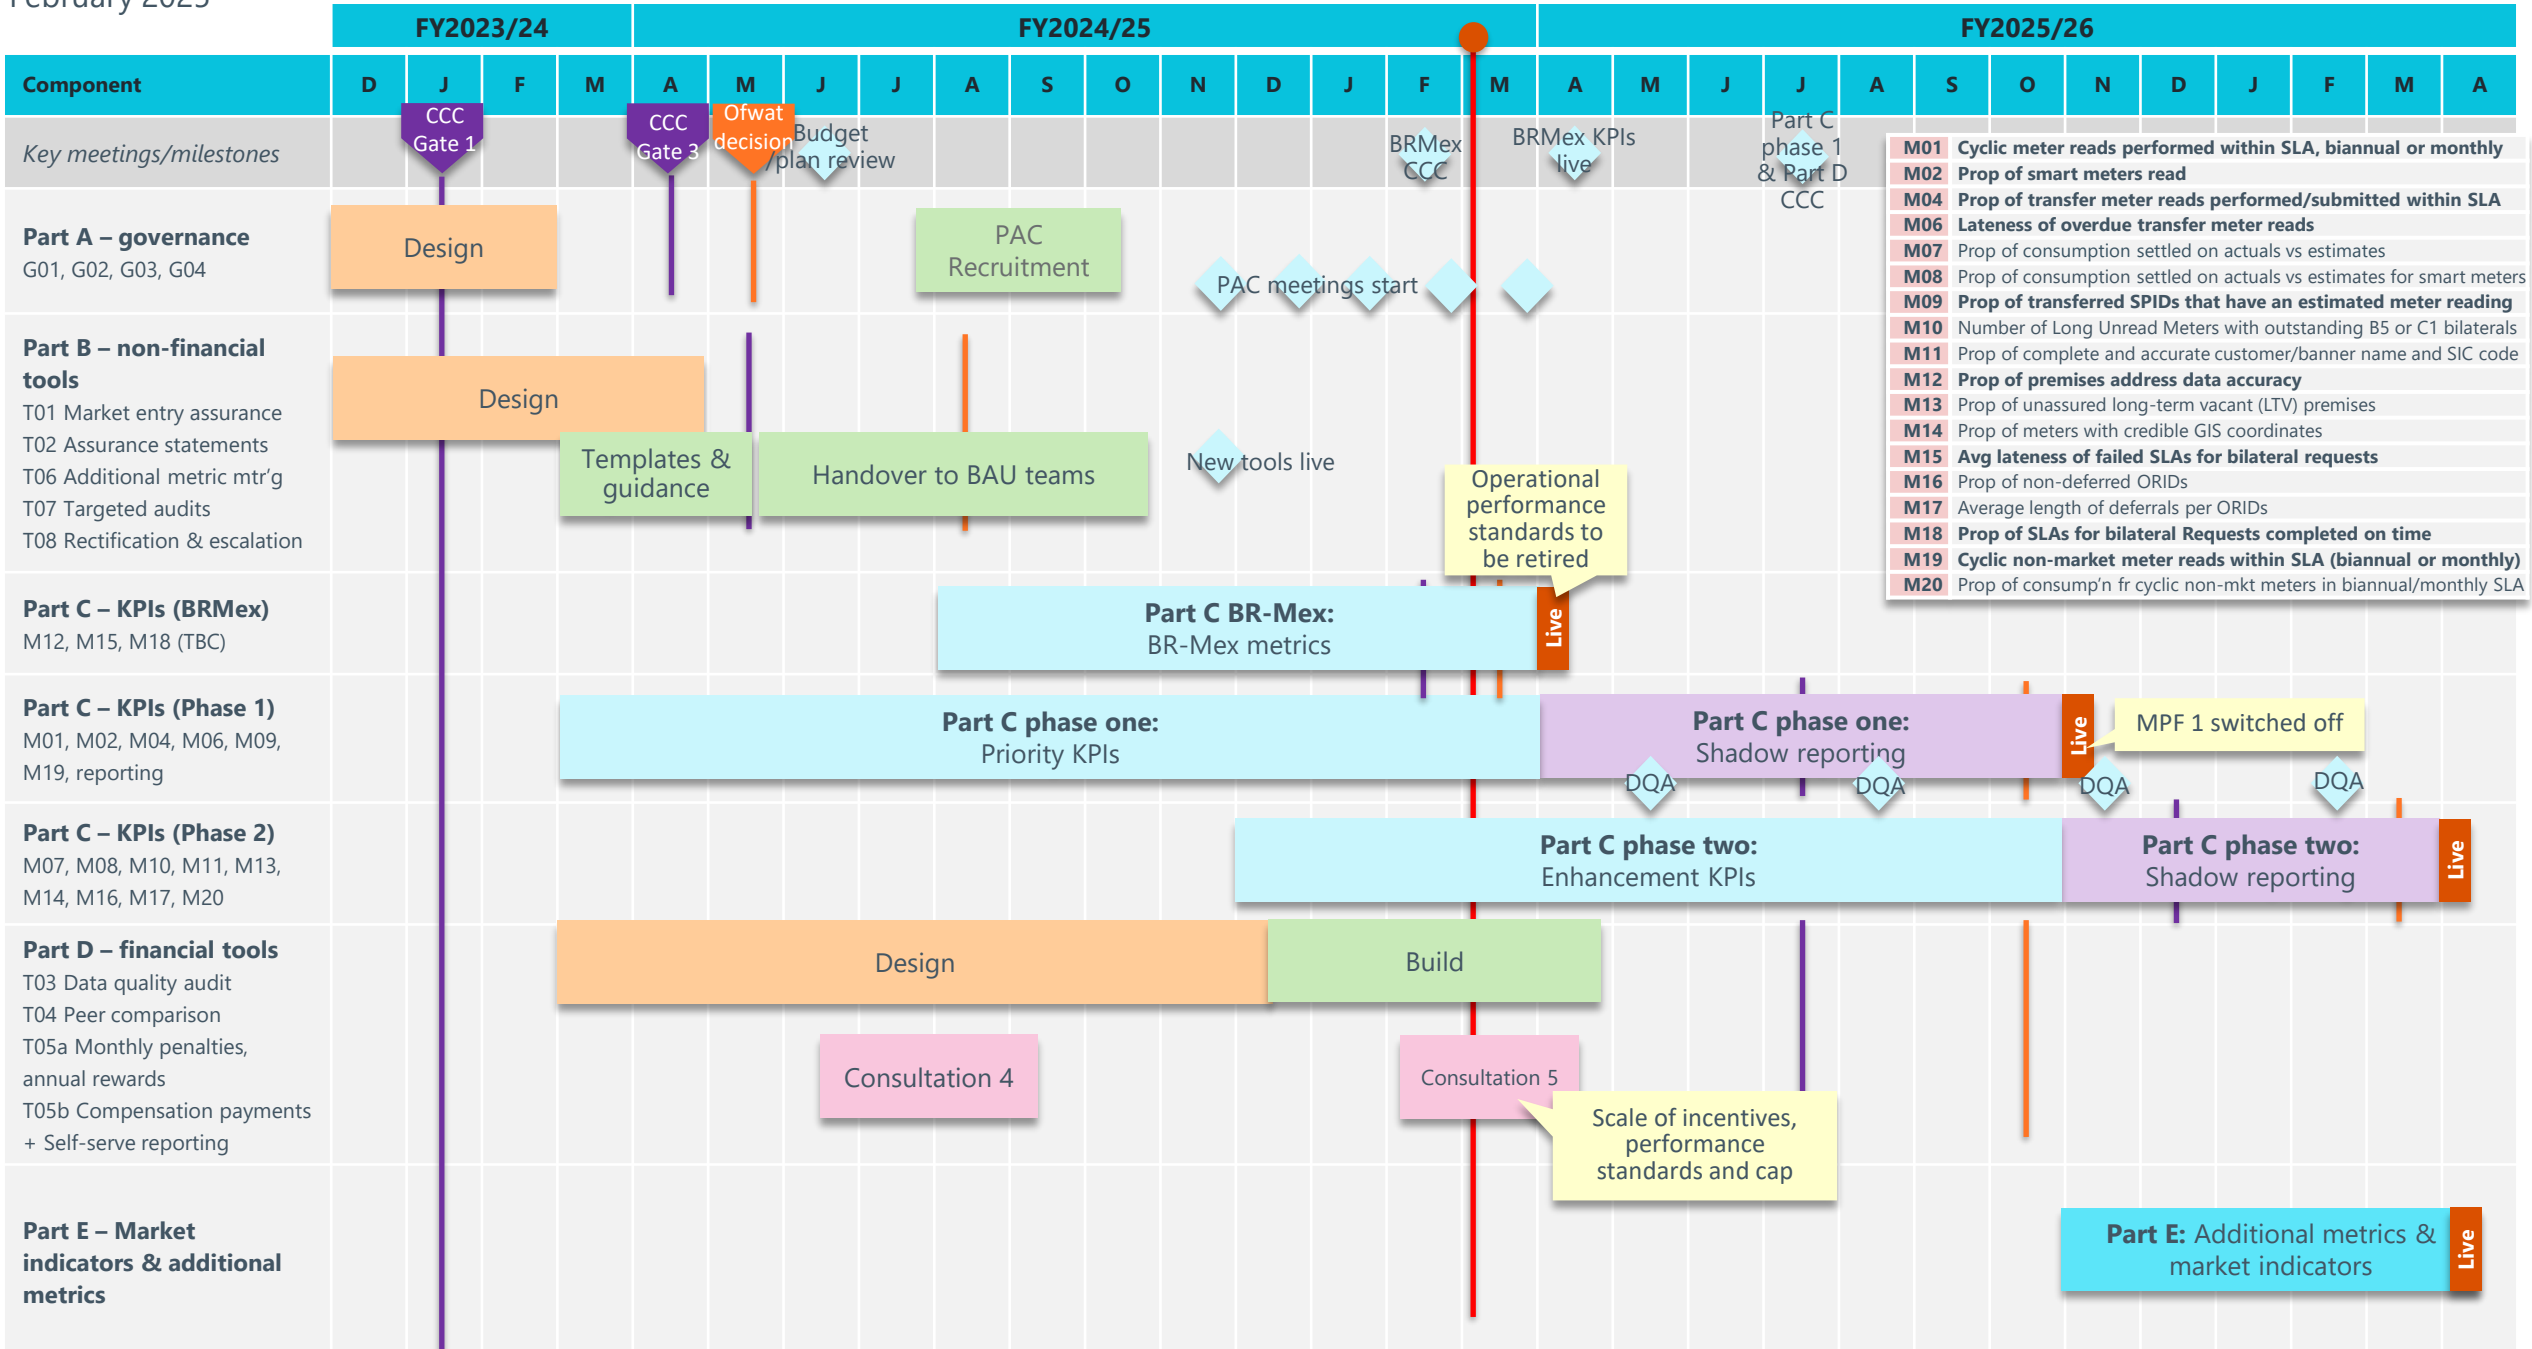 February 2025
FY2023/24
FY2024/25
FY2025/26
Component
D
J
F
M
A
M
J
J
A
S
O
N
D
J
F
M
A
M
J
J
A
S
O
N
D
J
F
M
A
Key meetings/milestones
CCC
Gate 1
CCC
Gate 3
Ofwat
decision
Budget
/plan review
BRMex
CCC
BRMex KPIs
live
Part C
phase 1
& Part D
CCC
M01 Cyclic meter reads performed within SLA, biannual or monthly
M02 Prop of smart meters read
M04 Prop of transfer meter reads performed/submitted within SLA
M06 Lateness of overdue transfer meter reads
M07 Prop of consumption settled on actuals vs estimates
M08 Prop of consumption settled on actuals vs estimates for smart meters
M09 Prop of transferred SPIDs that have an estimated meter reading
M10 Number of Long Unread Meters with outstanding B5 or C1 bilaterals
M11 Prop of complete and accurate customer/banner name and SIC code
M12 Prop of premises address data accuracy
M13 Prop of unassured long-term vacant (LTV) premises
M14 Prop of meters with credible GIS coordinates
M15 Avg lateness of failed SLAs for bilateral requests
M16 Prop of non-deferred ORIDs
M17 Average length of deferrals per ORIDs
M18 Prop of SLAs for bilateral Requests completed on time
M19 Cyclic non-market meter reads within SLA (biannual or monthly)
M20 Prop of consump'n fr cyclic non-mkt meters in biannual/monthly SLA
Part A – governance
G01, G02, G03, G04
Design
PAC
Recruitment
PAC meetings start
Part B – non-financial
tools
T01 Market entry assurance
T02 Assurance statements
T06 Additional metric mtr'g
T07 Targeted audits
T08 Rectification & escalation
Design
Templates &
guidance
Handover to BAU teams
New tools live
Operational
performance
standards to
be retired
Part C – KPIs (BRMex)
M12, M15, M18 (TBC)
Part C BR-Mex:
BR-Mex metrics
Live
Part C – KPIs (Phase 1)
M01, M02, M04, M06, M09,
M19, reporting
Part C phase one:
Priority KPIs
Part C phase one:
Shadow reporting
Live
MPF 1 switched off
DQA
DQA
DQA
DQA
Part C – KPIs (Phase 2)
M07, M08, M10, M11, M13,
M14, M16, M17, M20
Part C phase two:
Enhancement KPIs
Part C phase two:
Shadow reporting
Live
Part D – financial tools
T03 Data quality audit
T04 Peer comparison
T05a Monthly penalties,
annual rewards
T05b Compensation payments
+ Self-serve reporting
Design
Build
Consultation 4
Consultation 5
Scale of incentives,
performance
standards and cap
Part E – Market
indicators & additional
metrics
Part E: Additional metrics &
market indicators
Live